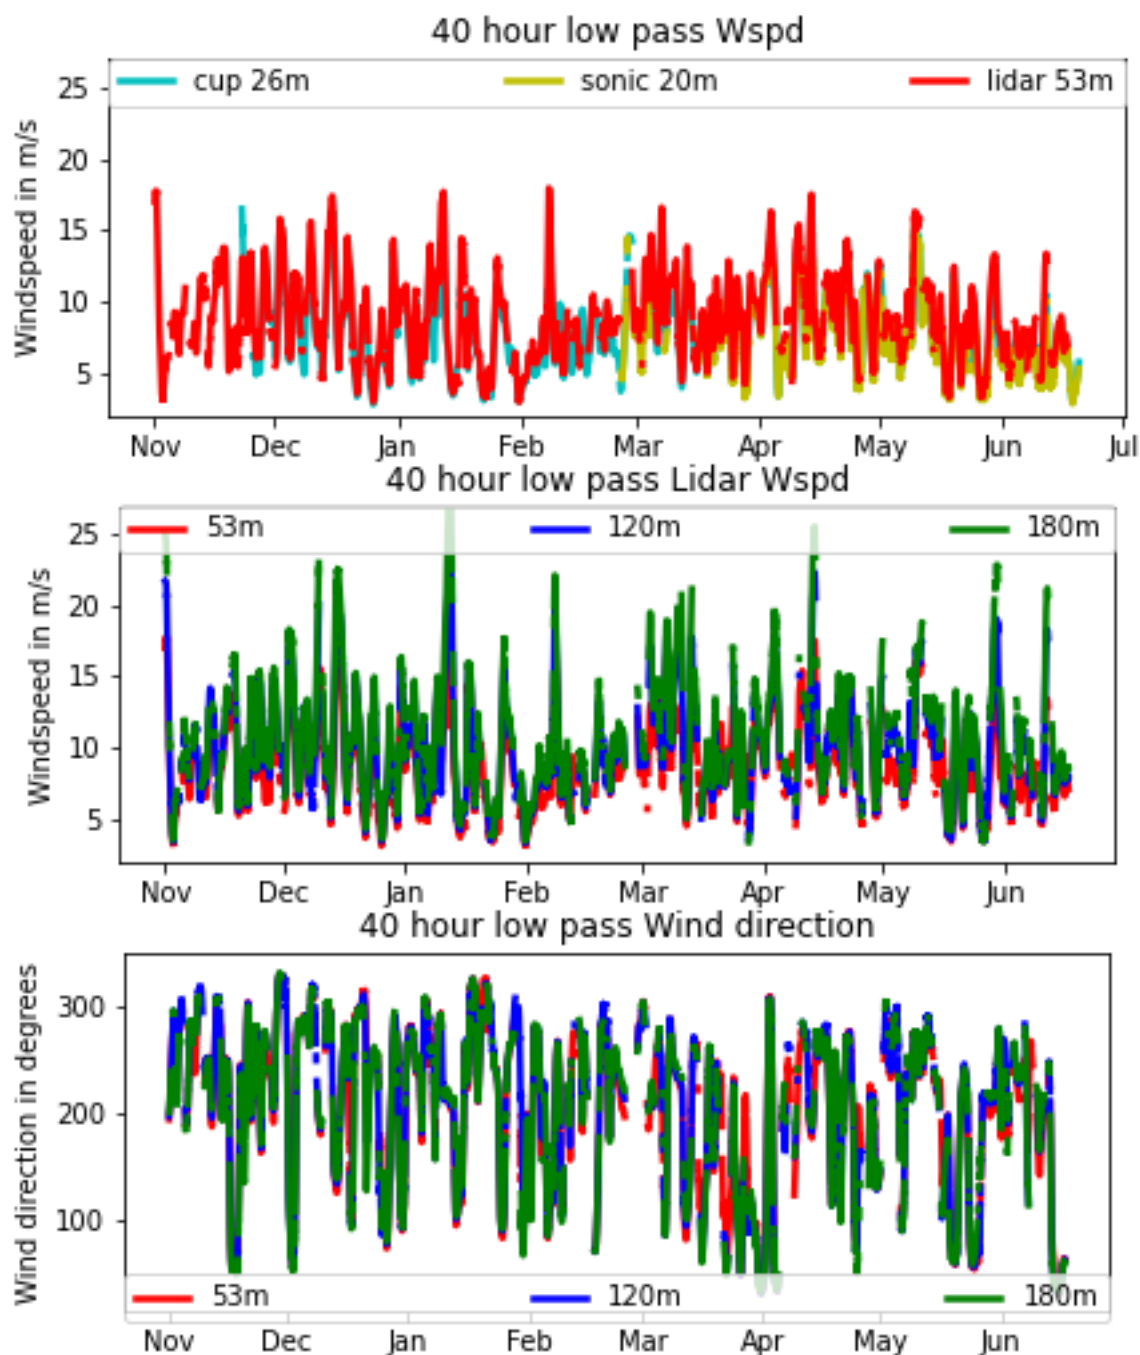 40 hour low pass Wspd
cup 26m sonic 20m lidar 53m
Windspeed in m/s
25
20
15
10
5
Nov Dec Jan Feb Mar Apr May Jun Jul
40 hour low pass Lidar Wspd
53m 120m 180m
Windspeed in m/s
25
20
15
10
5
Nov Dec Jan Feb Mar Apr May Jun
40 hour low pass Wind direction
Wind direction in degrees
300
200
100
53m 120m 180m
Nov Dec Jan Feb Mar Apr May Jun